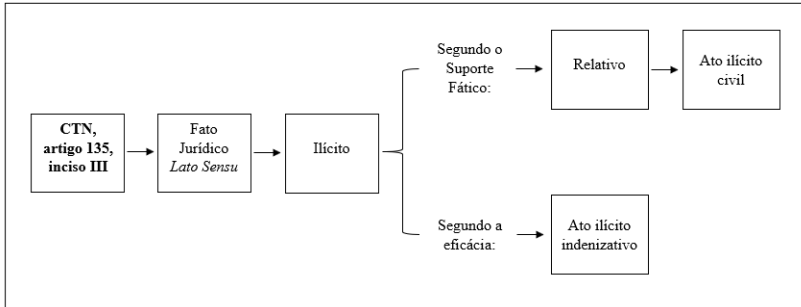 CTN,
artigo 135,
inciso III
Fato
Jurídico
Lato Sensu
Ilícito
Segundo o
Suporte
Fático:
Relativo
Ato ilícito
civil
Segundo a
eficácia:
Ato ilícito
indenizativo